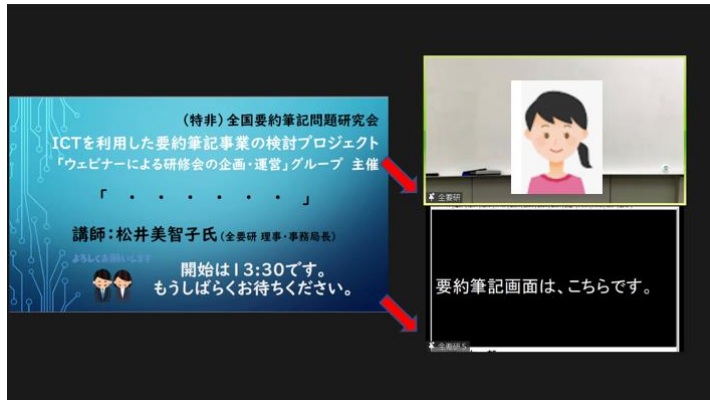 (特非)全国要約筆記問題研究会
ICTを利用した要約筆記事業の検討プロジェクト
「ウェビナーによる研修会の企画・運営」グループ 主催
「 ・ ・ ・ ・ ・ ・ 」
講師:松井美智子氏(全要研 理事・事務局長)
よろしくお願いします
開始は13:30です。
もうしばらくお待ちください。
全要研
要約筆記画面は、こちらです。
全要研5